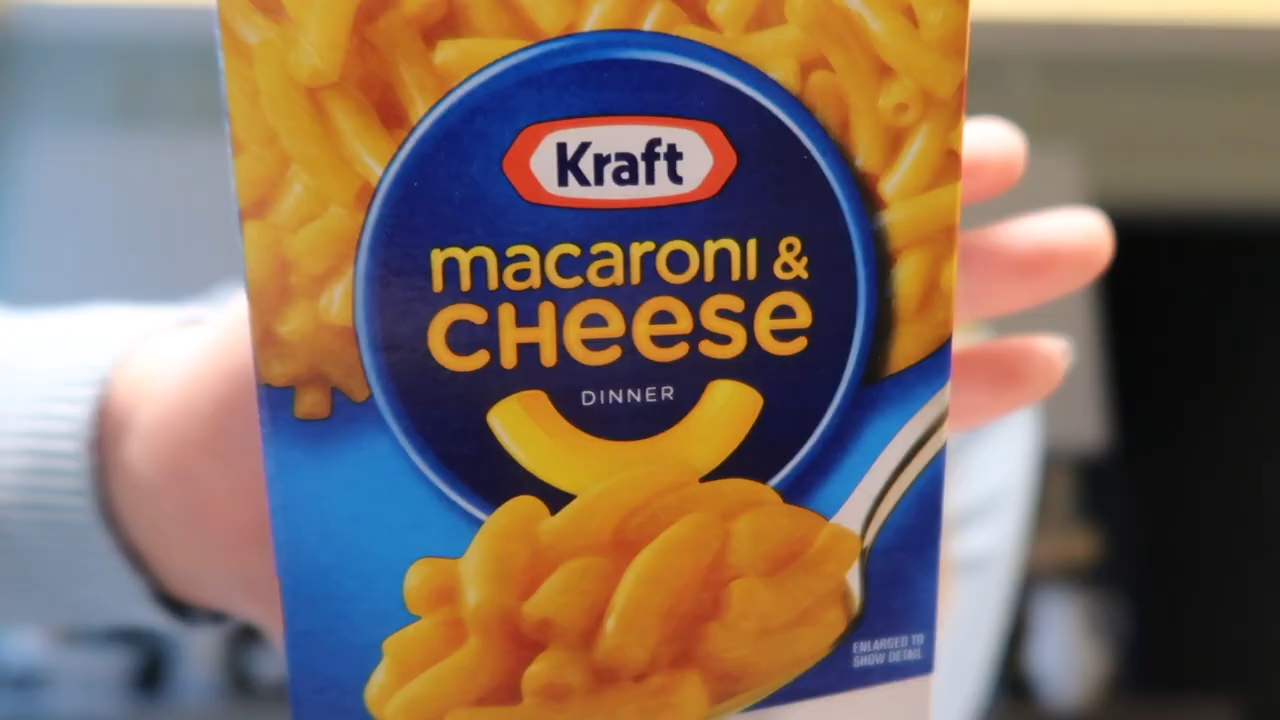 Kraft
macaroni &
CHeese
DINNER
ENLARGED TO
SHOW DETAIL